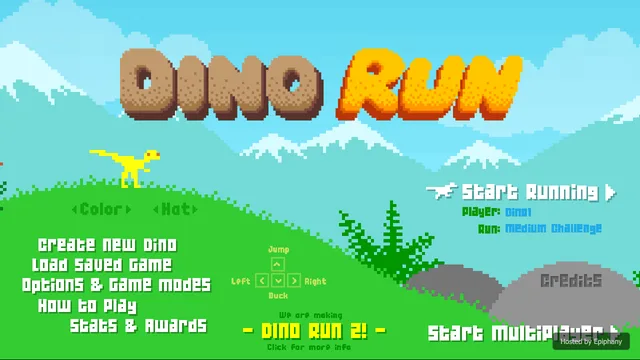 DINO RUN
Color
Hat
Start Running
Player: Dino1
Run: Medium Challenge
Create New Dino
Load Saved Game
Options & Game Modes
How to Play
Stats & Awards
Jump
Left
Right
Duck
Credits
We are making
- DINO RUN 2! -
Click for more info
Start Multiplayer
Hosted by Epiphany